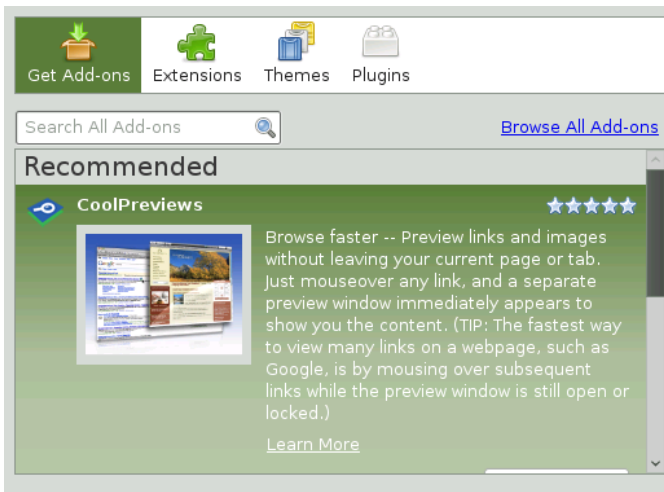 Get Add-ons Extensions Themes Plugins
Search All Add-ons Browse All Add-ons
Recommended
CoolPreviews
Browse faster -- Preview links and images
without leaving your current page or tab.
Just mouseover any link, and a separate
preview window immediately appears to
show you the content. (TIP: The fastest way
to view many links on a webpage, such as
Google, is by mousing over subsequent
links while the preview window is still open or
locked.)
Learn More